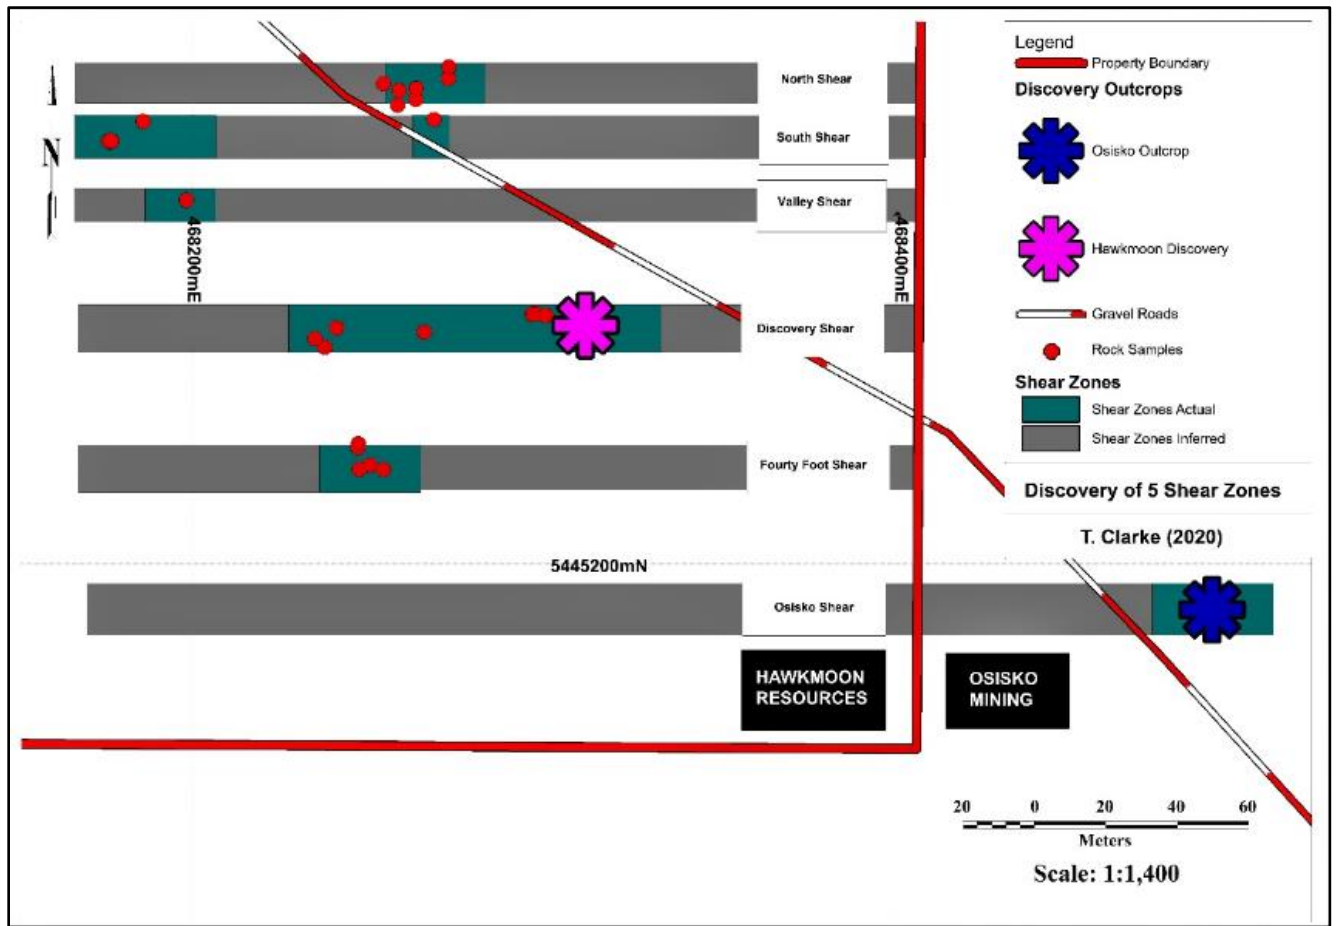 Legend
Property Boundary
Discovery Outcrops
Osisko Outcrop
Hawkmoon Discovery
Gravel Roads
Rock Samples
Shear Zones
Shear Zones Actual
Shear Zones Inferred
Discovery of 5 Shear Zones
T. Clarke (2020)
North Shear
South Shear
N
Valley Shear
468200mE
468400mE
Discovery Shear
Fourty Foot Shear
5445200mN
Osisko Shear
HAWKMOON
RESOURCES
OSISKO
MINING
20 0 20 40 60
Meters
Scale: 1:1,400